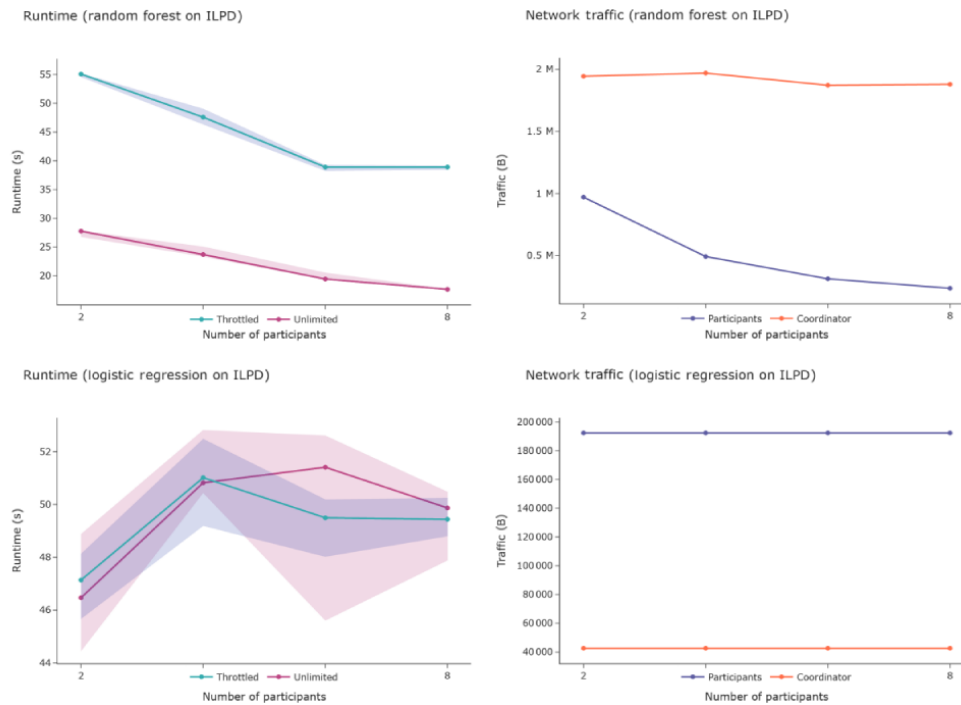 Runtime (random forest on ILPD)
Runtime (s)
55
50
45
40
35
30
25
20
2
8
Throttled
Unlimited
Number of participants
Network traffic (random forest on ILPD)
Traffic (B)
2 M
1.5 M
1 M
0.5 M
2
8
Participants
Coordinator
Number of participants
Runtime (logistic regression on ILPD)
Runtime (s)
52
50
48
46
44
2
8
Throttled
Unlimited
Number of participants
Network traffic (logistic regression on ILPD)
Traffic (B)
200 000
180 000
160 000
140 000
120 000
100 000
80 000
60 000
40 000
2
8
Participants
Coordinator
Number of participants